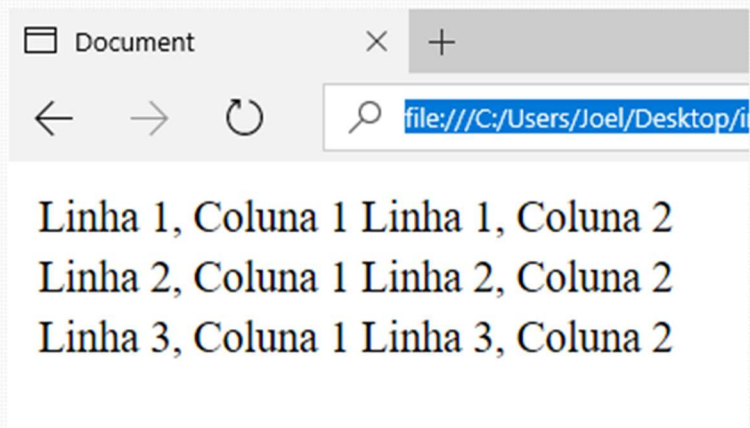 Document
file:///C:/Users/Joel/Desktop/i
Linha 1, Coluna 1 Linha 1, Coluna 2
Linha 2, Coluna 1 Linha 2, Coluna 2
Linha 3, Coluna 1 Linha 3, Coluna 2